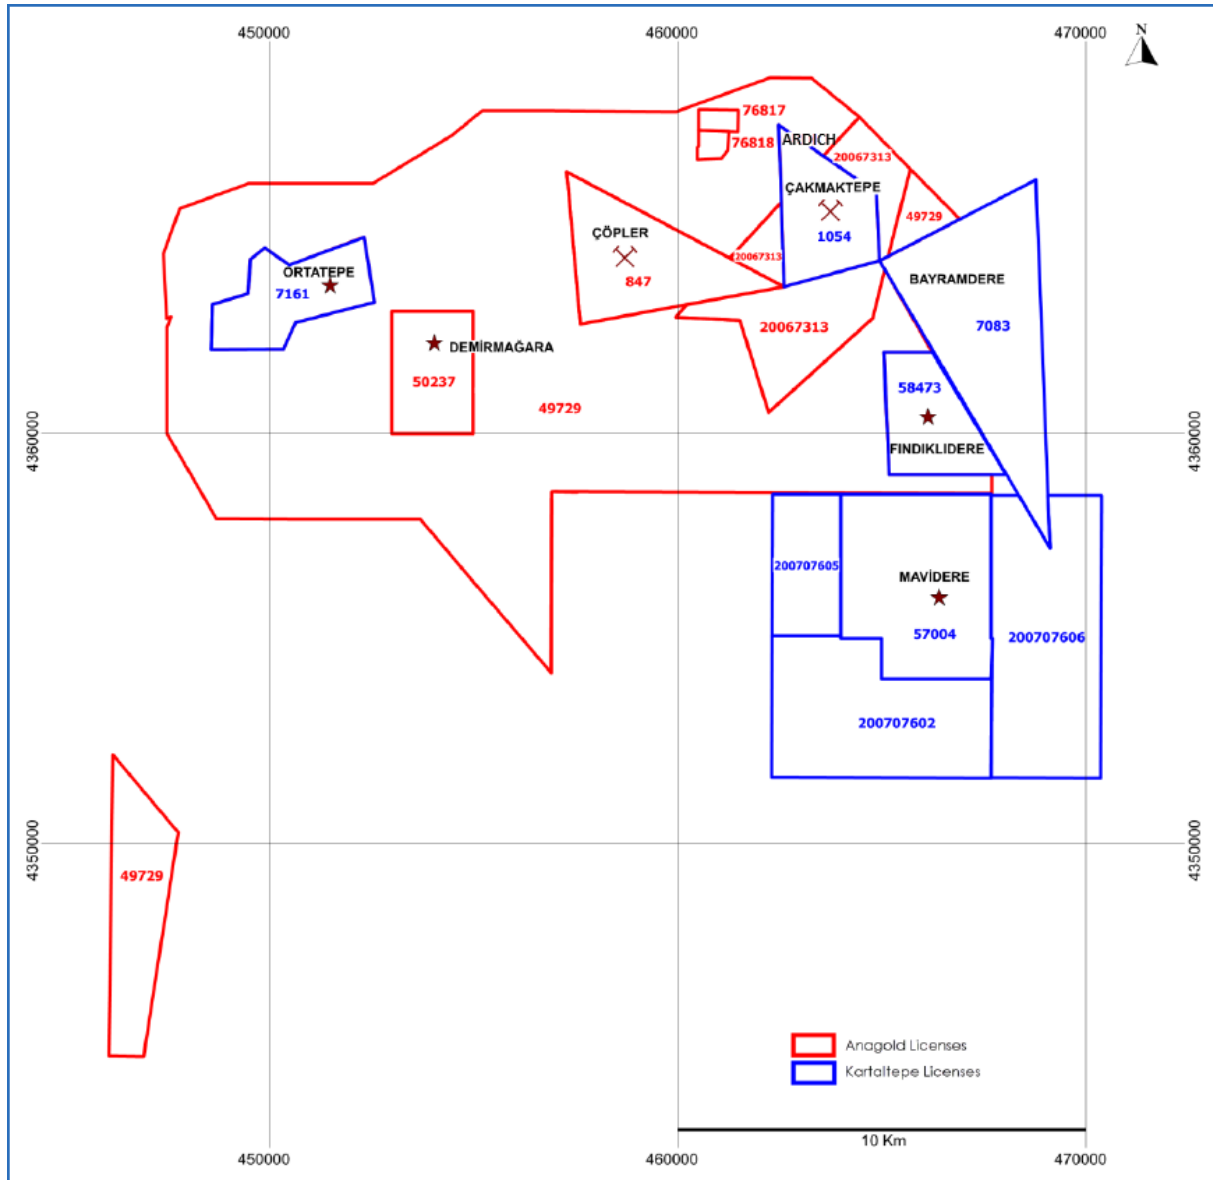 450000
460000
470000
N
76817
76818
ARDICH
20067313
ÇAKMAKTEPE
49729
ÇÖPLER
1054
20067313
847
ORTATEPE
7161
BAYRAMDERE
7083
20067313
DEMİRMAĞARA
50237
58473
49729
4360000
4360000
FINDIKLIDERE
200707605
MAVİDERE
57004
200707606
200707602
4350000
4350000
49729
Anagold Licenses
Kartaltepe Licenses
10 Km
450000
460000
470000